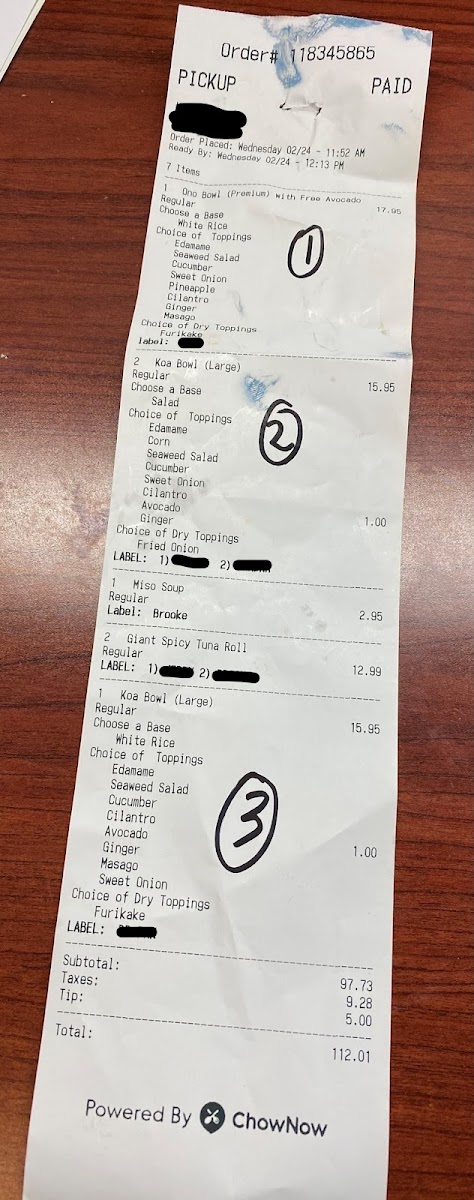 Order# 118345865
PICKUP PAID
Order Placed: Wednesday 02/24 - 11:52 AM
Ready By: Wednesday 02/24 - 12:13 PM
7 Items
1 Ono Bowl (Premium) with Free Avocado 17.95
Regular
Choose a Base
White Rice
Choice of Toppings
Edamame
Seaweed Salad
Cucumber
Sweet Onion
Pineapple
Cilantro
Ginger
Masago
Choice of Dry Toppings
Furikake
label:
1
2 Koa Bowl (Large) 15.95
Regular
Choose a Base
Salad
Choice of Toppings
Edamame
Corn
Seaweed Salad
Cucumber
Sweet Onion
Cilantro
Avocado 1.00
Ginger
Choice of Dry Toppings
Fried Onion
LABEL: 1) 2)
2
1 Miso Soup 2.95
Regular
Label: Brooke
2 Giant Spicy Tuna Roll 12.99
Regular
LABEL: 1) 2)
1 Koa Bowl (Large) 15.95
Regular
Choose a Base
White Rice
Choice of Toppings
Edamame
Seaweed Salad
Cucumber
Cilantro
Avocado 1.00
Ginger
Masago
Sweet Onion
Choice of Dry Toppings
Furikake
LABEL:
3
Subtotal: 97.73
Taxes: 9.28
Tip: 5.00
Total: 112.01
Powered By ChowNow